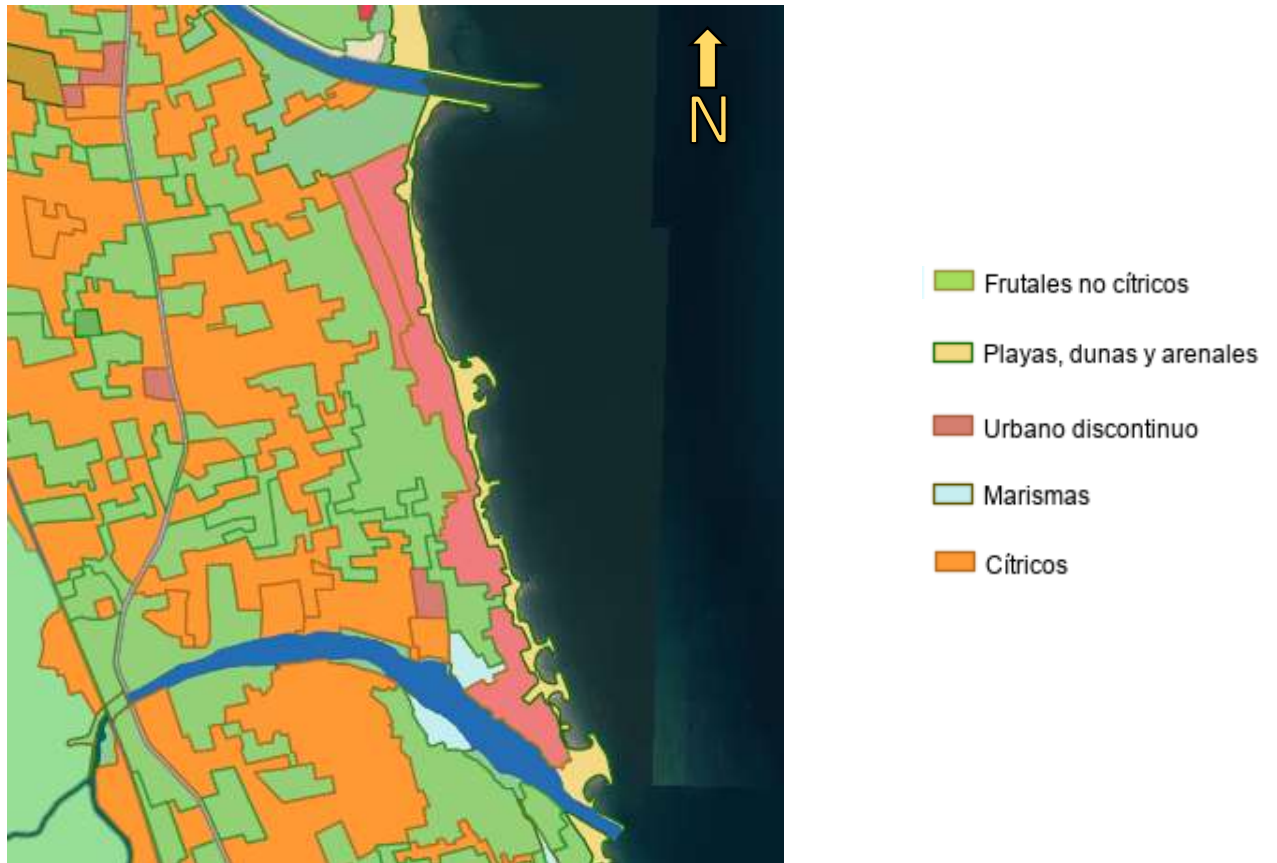 N
Frutales no cítricos
Playas, dunas y arenales
Urbano discontinuo
Marismas
Cítricos